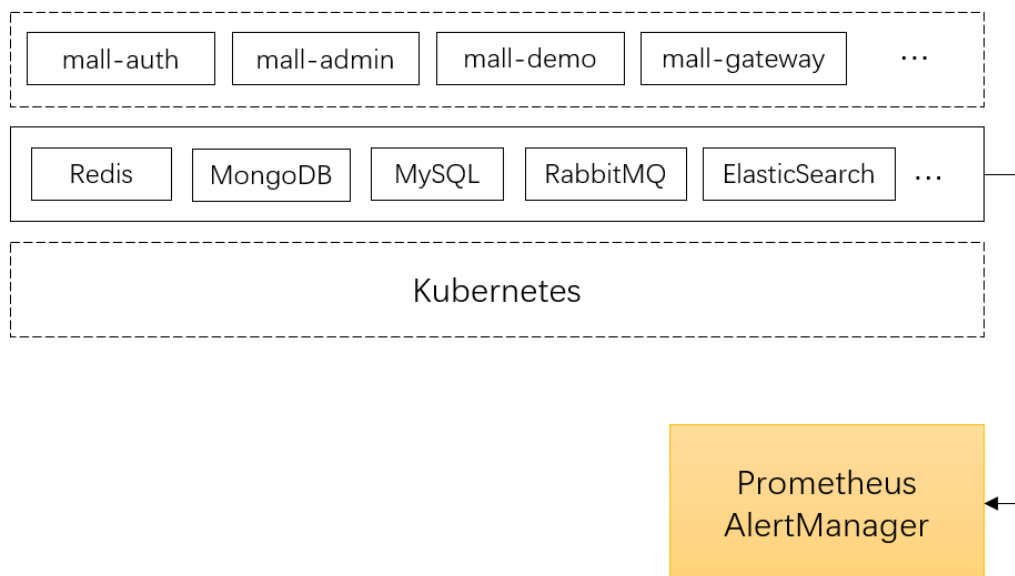 mall-auth mall-admin mall-demo mall-gateway ...
Redis MongoDB MySQL RabbitMQ ElasticSearch ...
Kubernetes
Prometheus
AlertManager